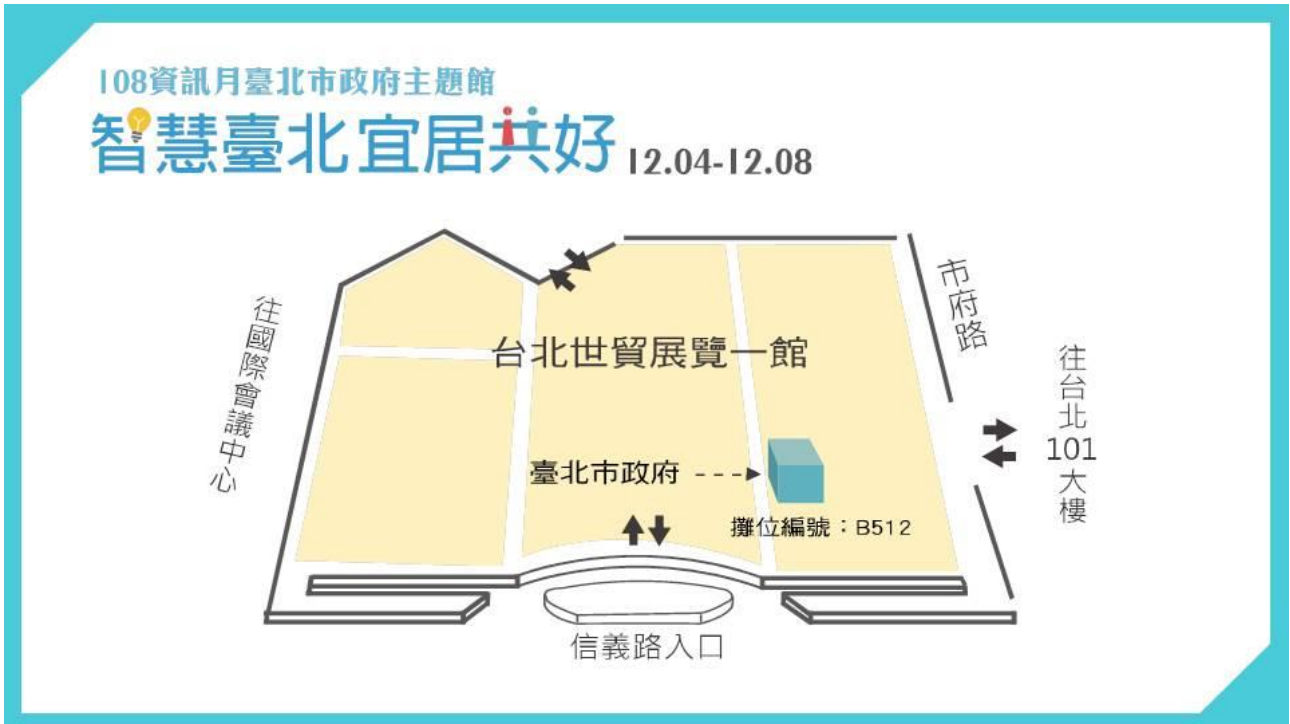 108資訊月臺北市政府主題館
智慧臺北宜居共好 12.04-12.08
市府路
往國際會議中心
台北世貿展覽一館
往台北101大樓
臺北市政府
攤位編號：B512
信義路入口